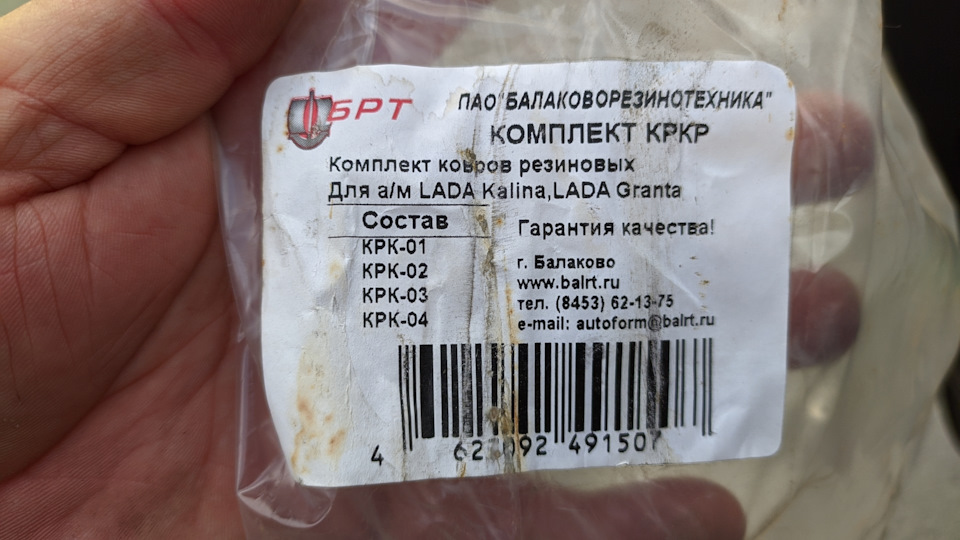 БРТ
ПАО "БАЛАКОВОРЕЗИНОТЕХНИКА"
КОМПЛЕКТ КРКР
Комплект ковров резиновых
Для а/м LADA Kalina,LADA Granta
Состав
КРК-01
КРК-02
КРК-03
КРК-04
Гарантия качества!
г. Балаково
www.balrt.ru
тел. (8453) 62-13-75
e-mail: autoform@balrt.ru
4